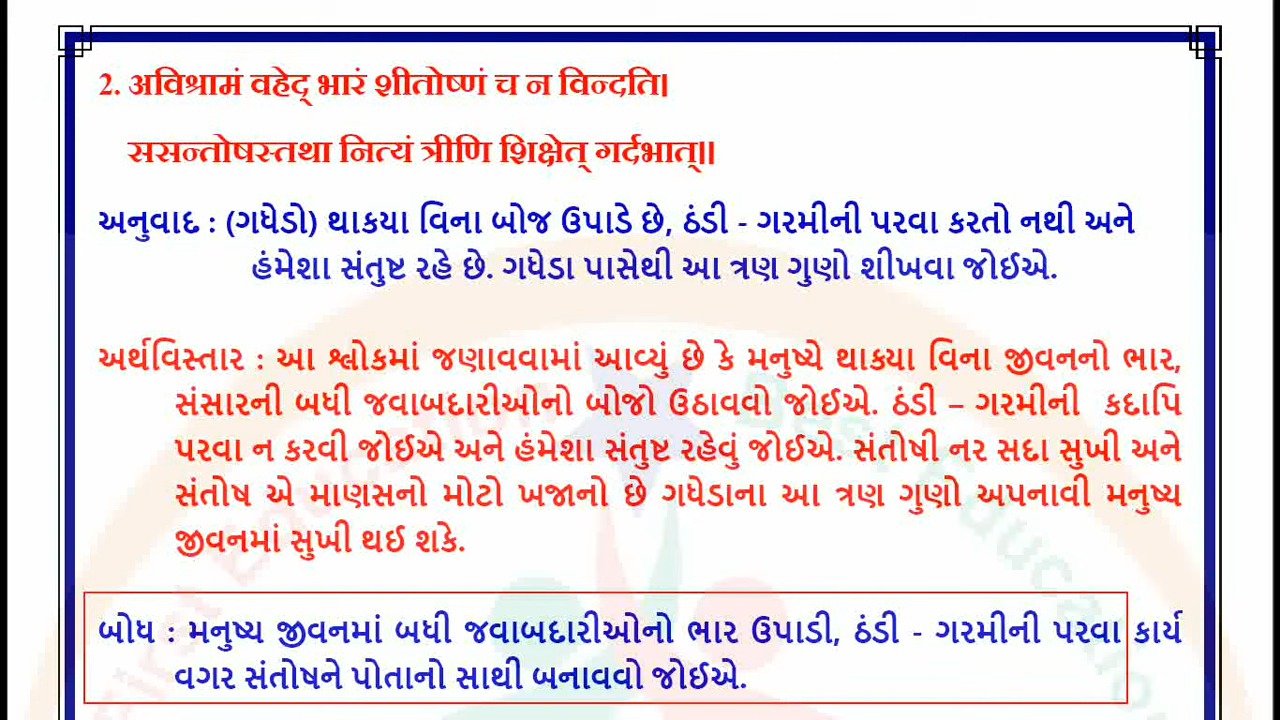 2. अविश्रामं वहेद् भारं शीतोष्णं च न विन्दति।
ससन्तोषस्तथा नित्यं त्रीणि शिक्षेत् गर्दभात्।।
અનુવાદ : (ગધેડો) થાકયા વિના બોજ ઉપાડે છે, ઠંડી - ગરમીની પરવા કરતો નથી અને
હંમેશા સંતુષ્ટ રહે છે. ગધેડા પાસેથી આ ત્રણ ગુણો શીખવા જોઈએ.
અર્થવિસ્તાર : આ શ્લોકમાં જણાવવામાં આવ્યું છે કે મનુષ્યે થાકયા વિના જીવનનો ભાર,
સંસારની બધી જવાબદારીઓનો બોજો ઉઠાવવો જોઈએ. ઠંડી – ગરમીની કદાપિ
પરવા ન કરવી જોઈએ અને હંમેશા સંતુષ્ટ રહેવું જોઈએ. સંતોષી નર સદા સુખી અને
સંતોષ એ માણસનો મોટો ખજાનો છે ગધેડાના આ ત્રણ ગુણો અપનાવી મનુષ્ય
જીવનમાં સુખી થઈ શકે.
બોધ : મનુષ્ય જીવનમાં બધી જવાબદારીઓનો ભાર ઉપાડી, ઠંડી - ગરમીની પરવા કાર્ય
વગર સંતોષને પોતાનો સાથી બનાવવો જોઈએ.